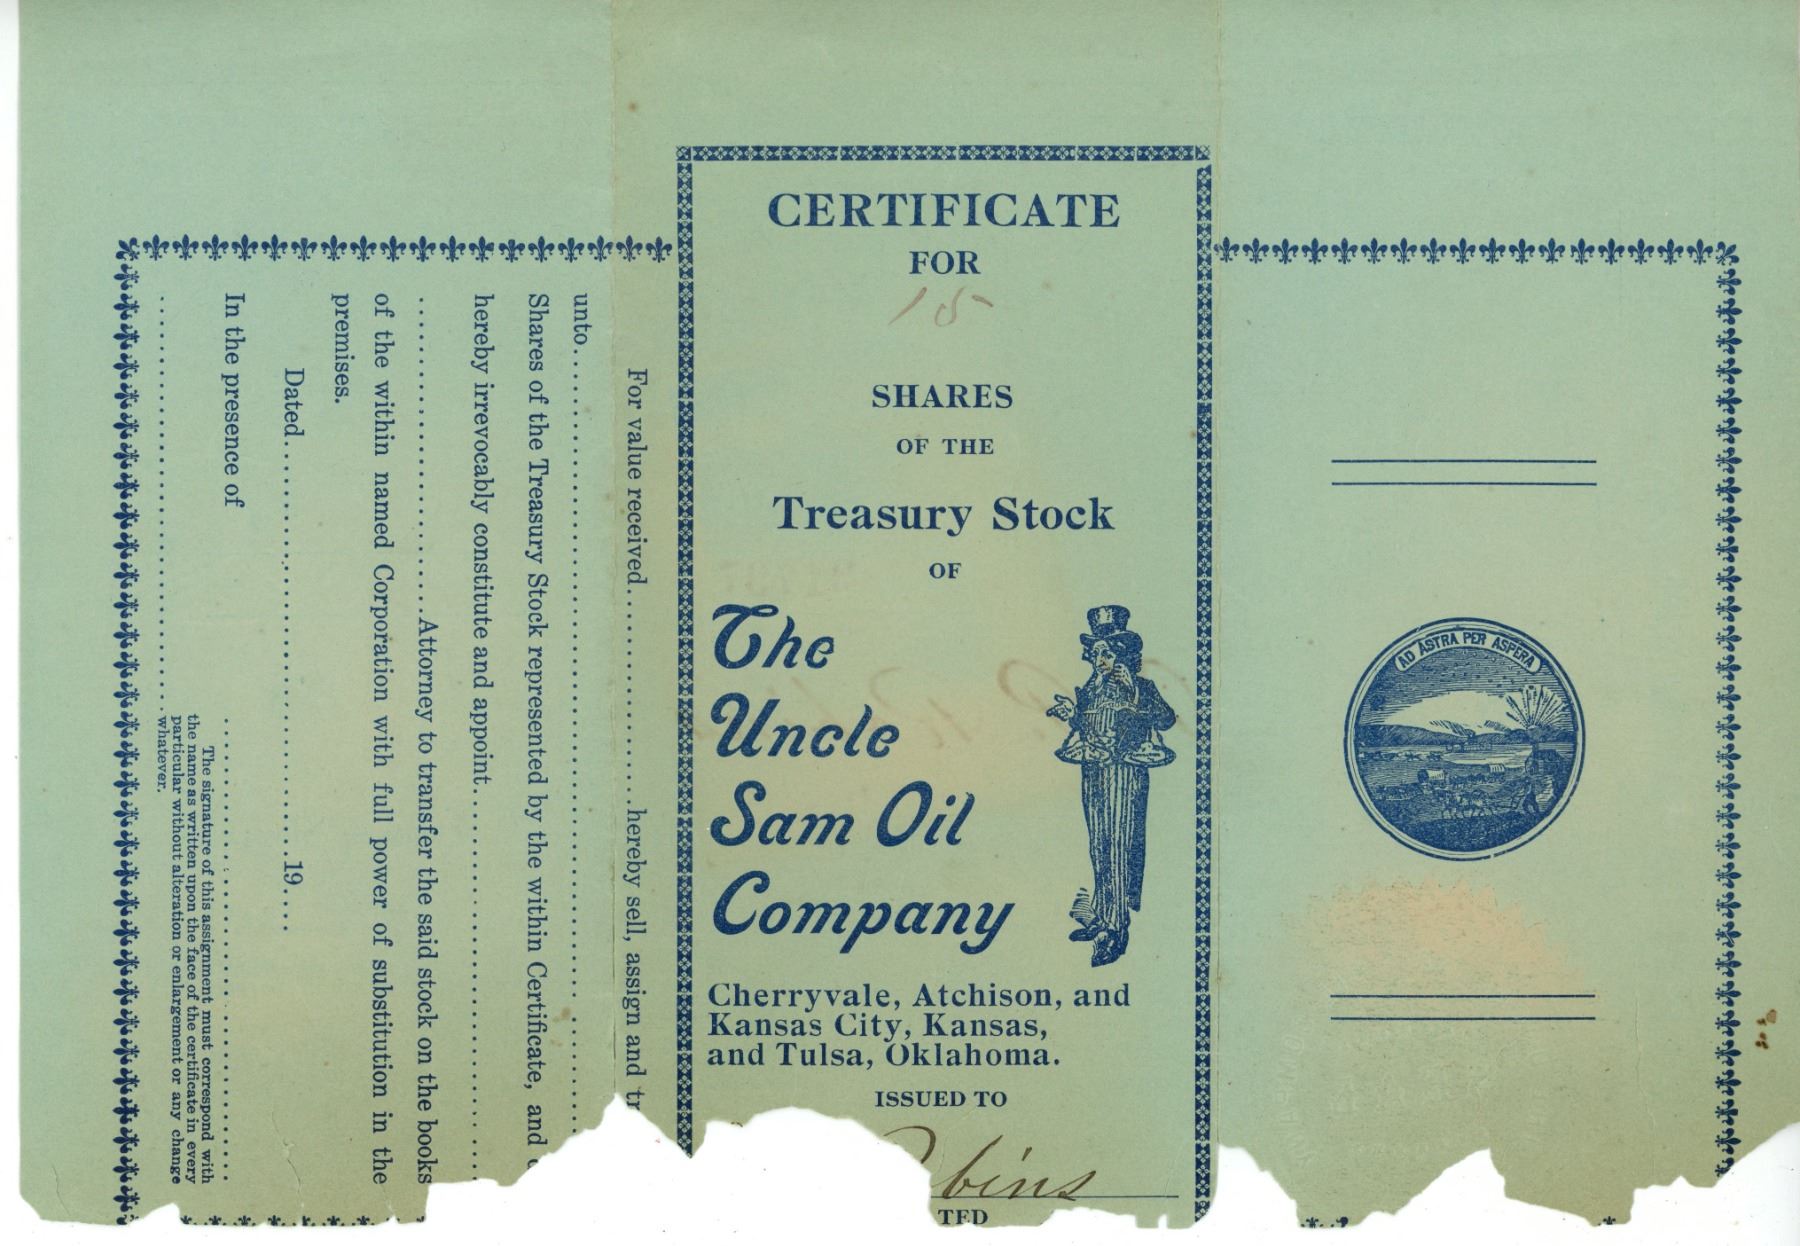 CERTIFICATE
FOR
15
SHARES
OF THE
Treasury Stock
OF
The
Uncle
Sam Oil
Company
Cherryvale, Atchison, and
Kansas City, Kansas,
and Tulsa, Oklahoma.
ISSUED TO
bins
TED
For value received..........................hereby sell, assign and tr
unto
Shares of the Treasury Stock represented by the within Certificate, and
hereby irrevocably constitute and appoint
..........................Attorney to transfer the said stock on the books
of the within named Corporation with full power of substitution in the
premises.
Dated..........................19....
In the presence of
The signature of this assignment must correspond with
the name as written upon the face of the certificate in every
particular without alteration or enlargement or any change
whatever.
AD ASTRA PER ASPERA